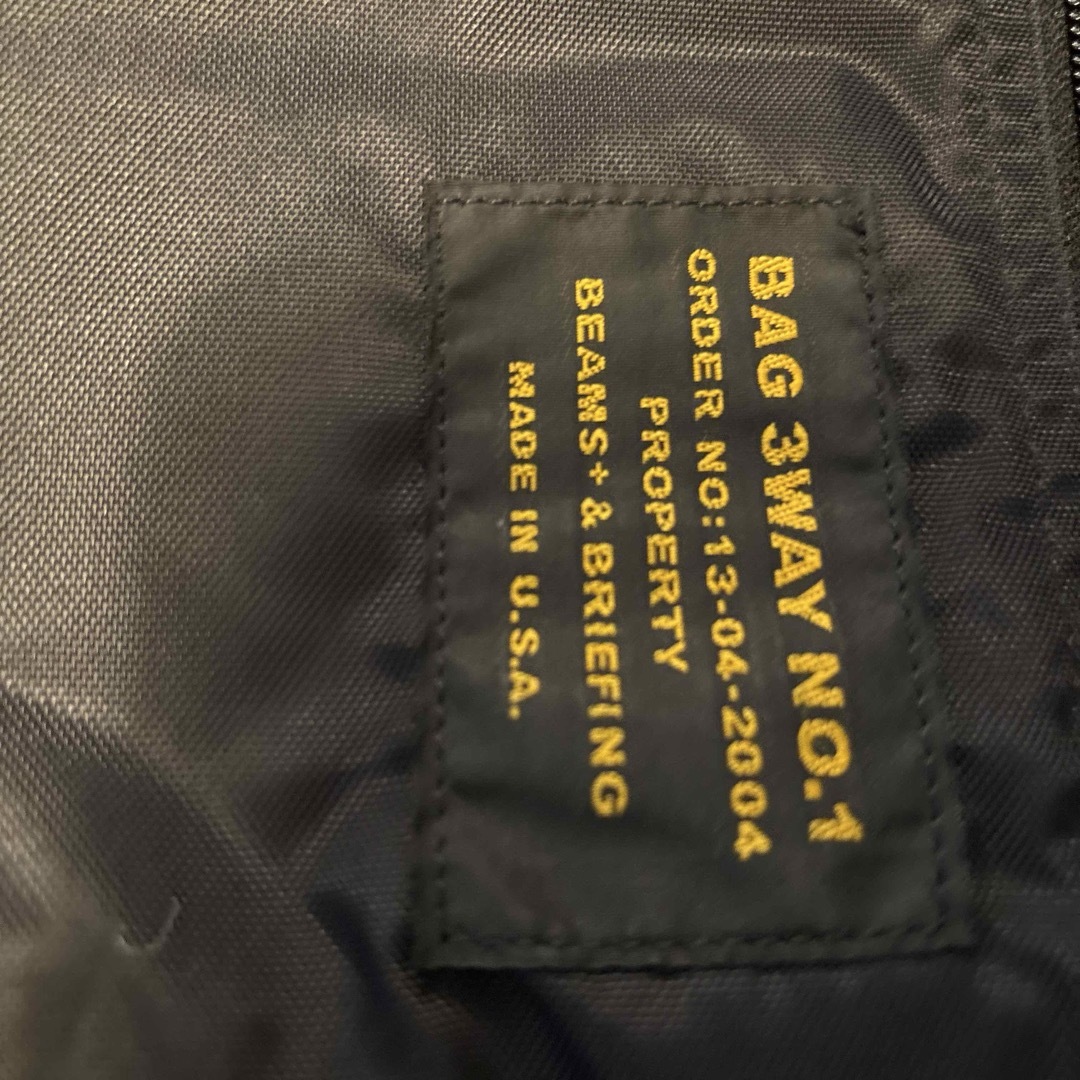 BAG 3WAY NO.1
ORDER NO:13-04-2004
PROPERTY
BEAMS+ & BRIEFING
MADE IN U.S.A.